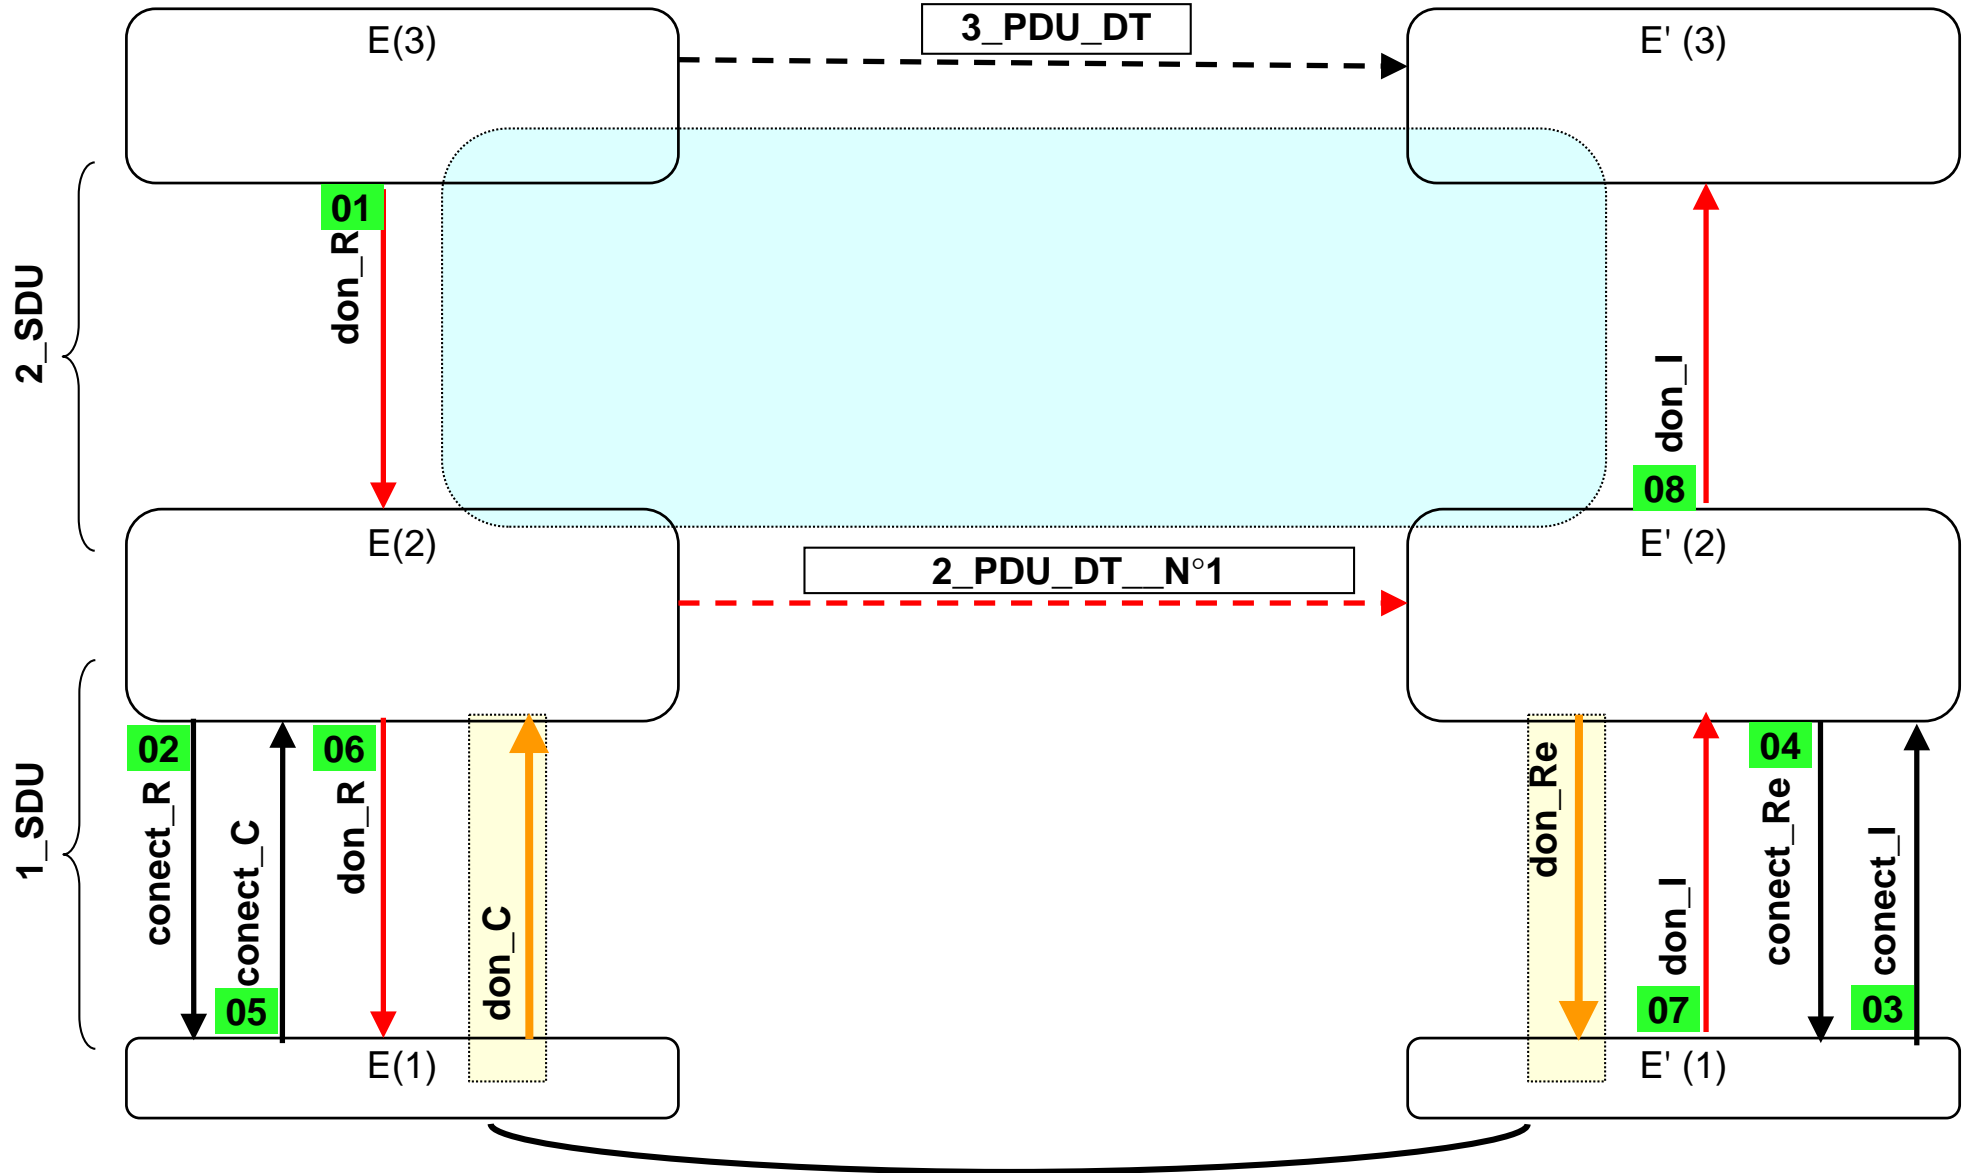 E(3)
3_PDU_DT
E' (3)
01
don_R
2_SDU
don_I
08
E(2)
2_PDU_DT__N°1
E' (2)
02
conect_R
05
conect_C
06
don_R
don_C
1_SDU
don_Re
07
don_I
04
conect_Re
03
conect_I
E(1)
E' (1)